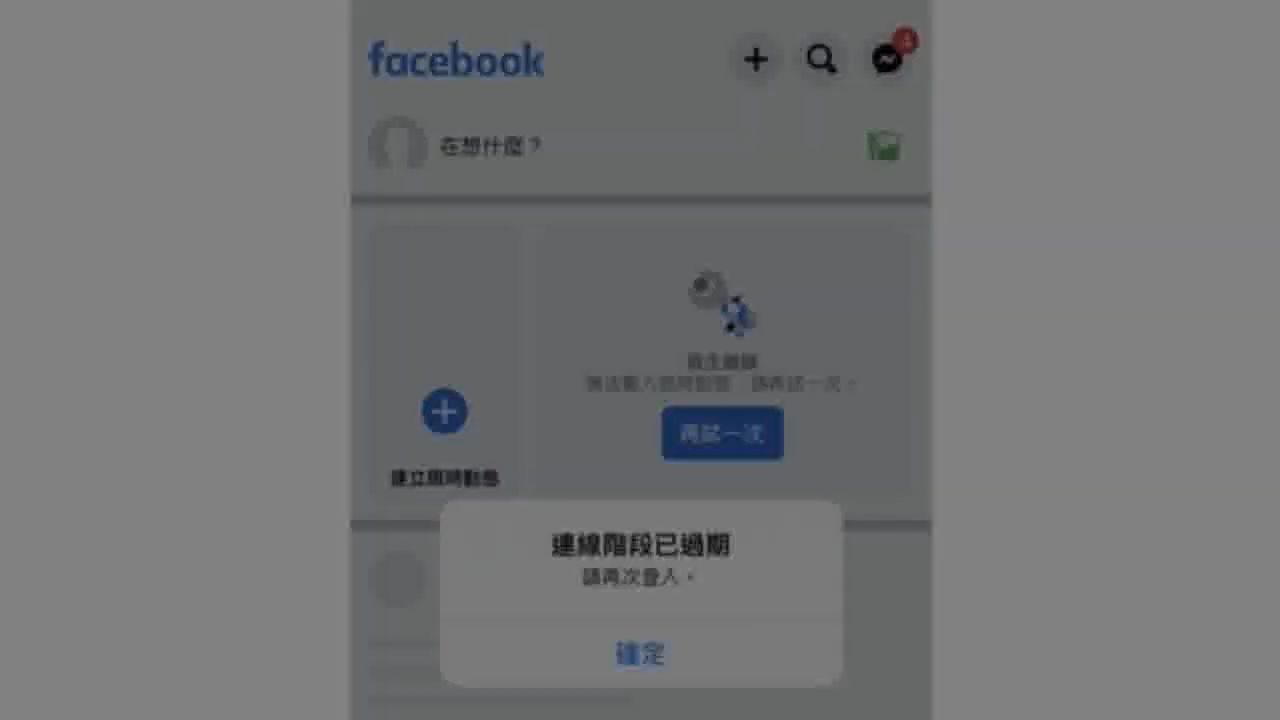 facebook
在想什麼？
發生錯誤
無法載入限時動態。請再試一次。
再試一次
建立限時動態
連線階段已過期
請再次登入。
確定